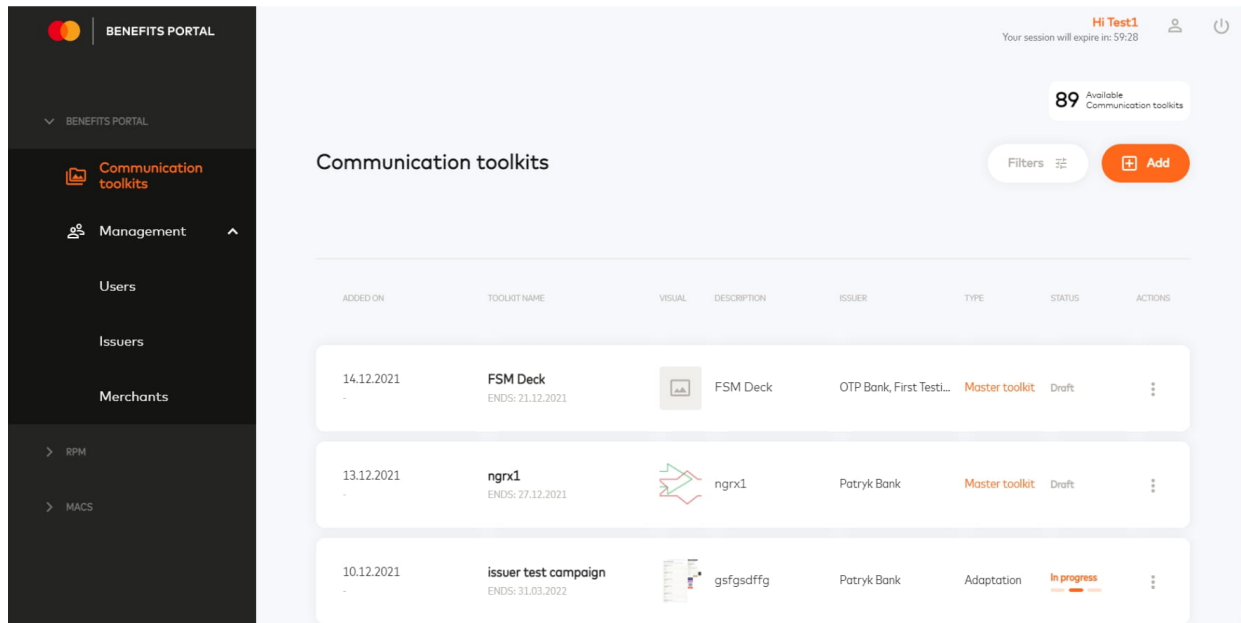 BENEFITS PORTAL
Hi Test1
Your session will expire in: 59:28
89 Available
Communication toolkits
BENEFITS PORTAL
Communication
toolkits
Management
Users
Issuers
Merchants
RPM
MACS
Communication toolkits
Filters
Add
ADDED ON TOOLKIT NAME VISUAL DESCRIPTION ISSUER TYPE STATUS ACTIONS
14.12.2021 FSM Deck FSM Deck OTP Bank, First Testi... Master toolkit Draft
- ENDS: 21.12.2021
13.12.2021 ngrx1 ngrx1 Patryk Bank Master toolkit Draft
- ENDS: 27.12.2021
10.12.2021 issuer test campaign gsfgsdffg Patryk Bank Adaptation In progress
- ENDS: 31.03.2022